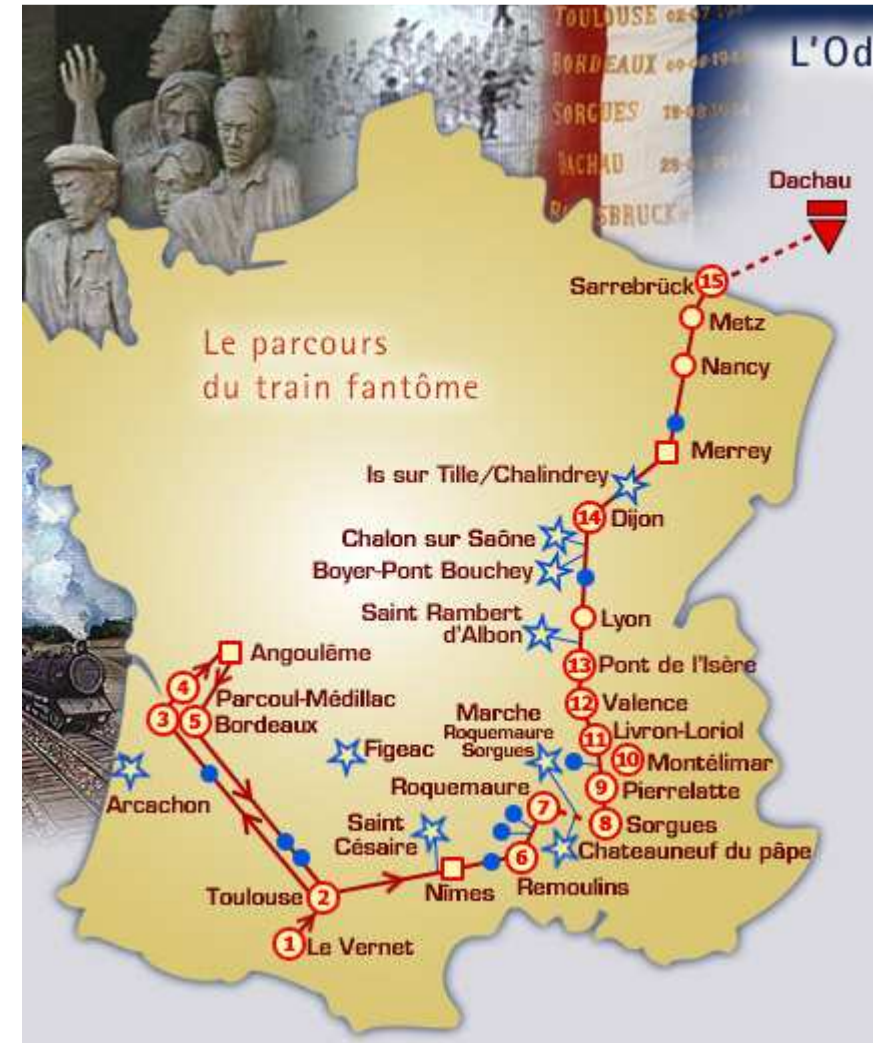 TOULOUSE
BORDEAUX
SORGUES
DACHAU
L'Od
Dachau
Sarrebrück 15
Metz
Nancy
Le parcours
du train fantôme
Merrey
Is sur Tille/Chalindrey
14 Dijon
Chalon sur Saône
Boyer-Pont Bouchey
Saint Rambert
d'Albon
Lyon
Angoulême
13 Pont de l'Isère
4
Parcoul-Médillac
12 Valence
3
5 Bordeaux
Marche
Roquemaure
Sorgues
11 Livron-Loriol
Figeac
10 Montélimar
Arcachon
Roquemaure
9 Pierrelatte
7
8 Sorgues
Saint
Césaire
Chateauneuf du pâpe
6
Remoulins
Nîmes
Toulouse 2
1 Le Vernet